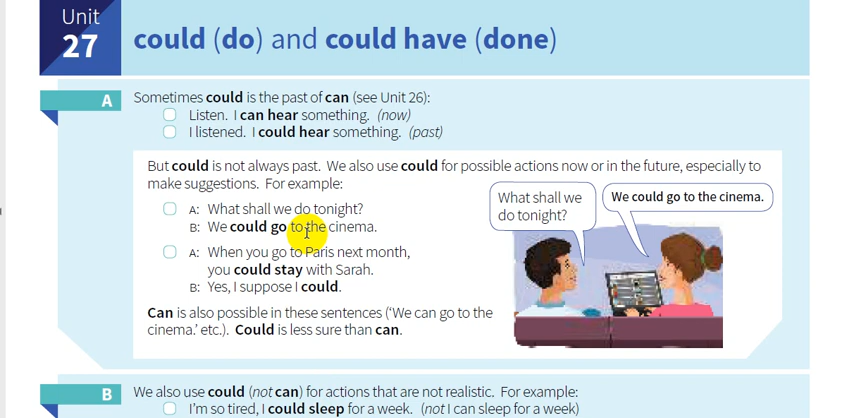 Unit
27
could (do) and could have (done)
A
Sometimes could is the past of can (see Unit 26):
Listen. I can hear something. (now)
I listened. I could hear something. (past)
But could is not always past. We also use could for possible actions now or in the future, especially to
make suggestions. For example:
A: What shall we do tonight?
B: We could go to the cinema.
A: When you go to Paris next month,
you could stay with Sarah.
B: Yes, I suppose I could.
Can is also possible in these sentences (‘We can go to the
cinema.’ etc.). Could is less sure than can.
What shall we
do tonight?
We could go to the cinema.
B
We also use could (not can) for actions that are not realistic. For example:
I’m so tired, I could sleep for a week. (not I can sleep for a week)